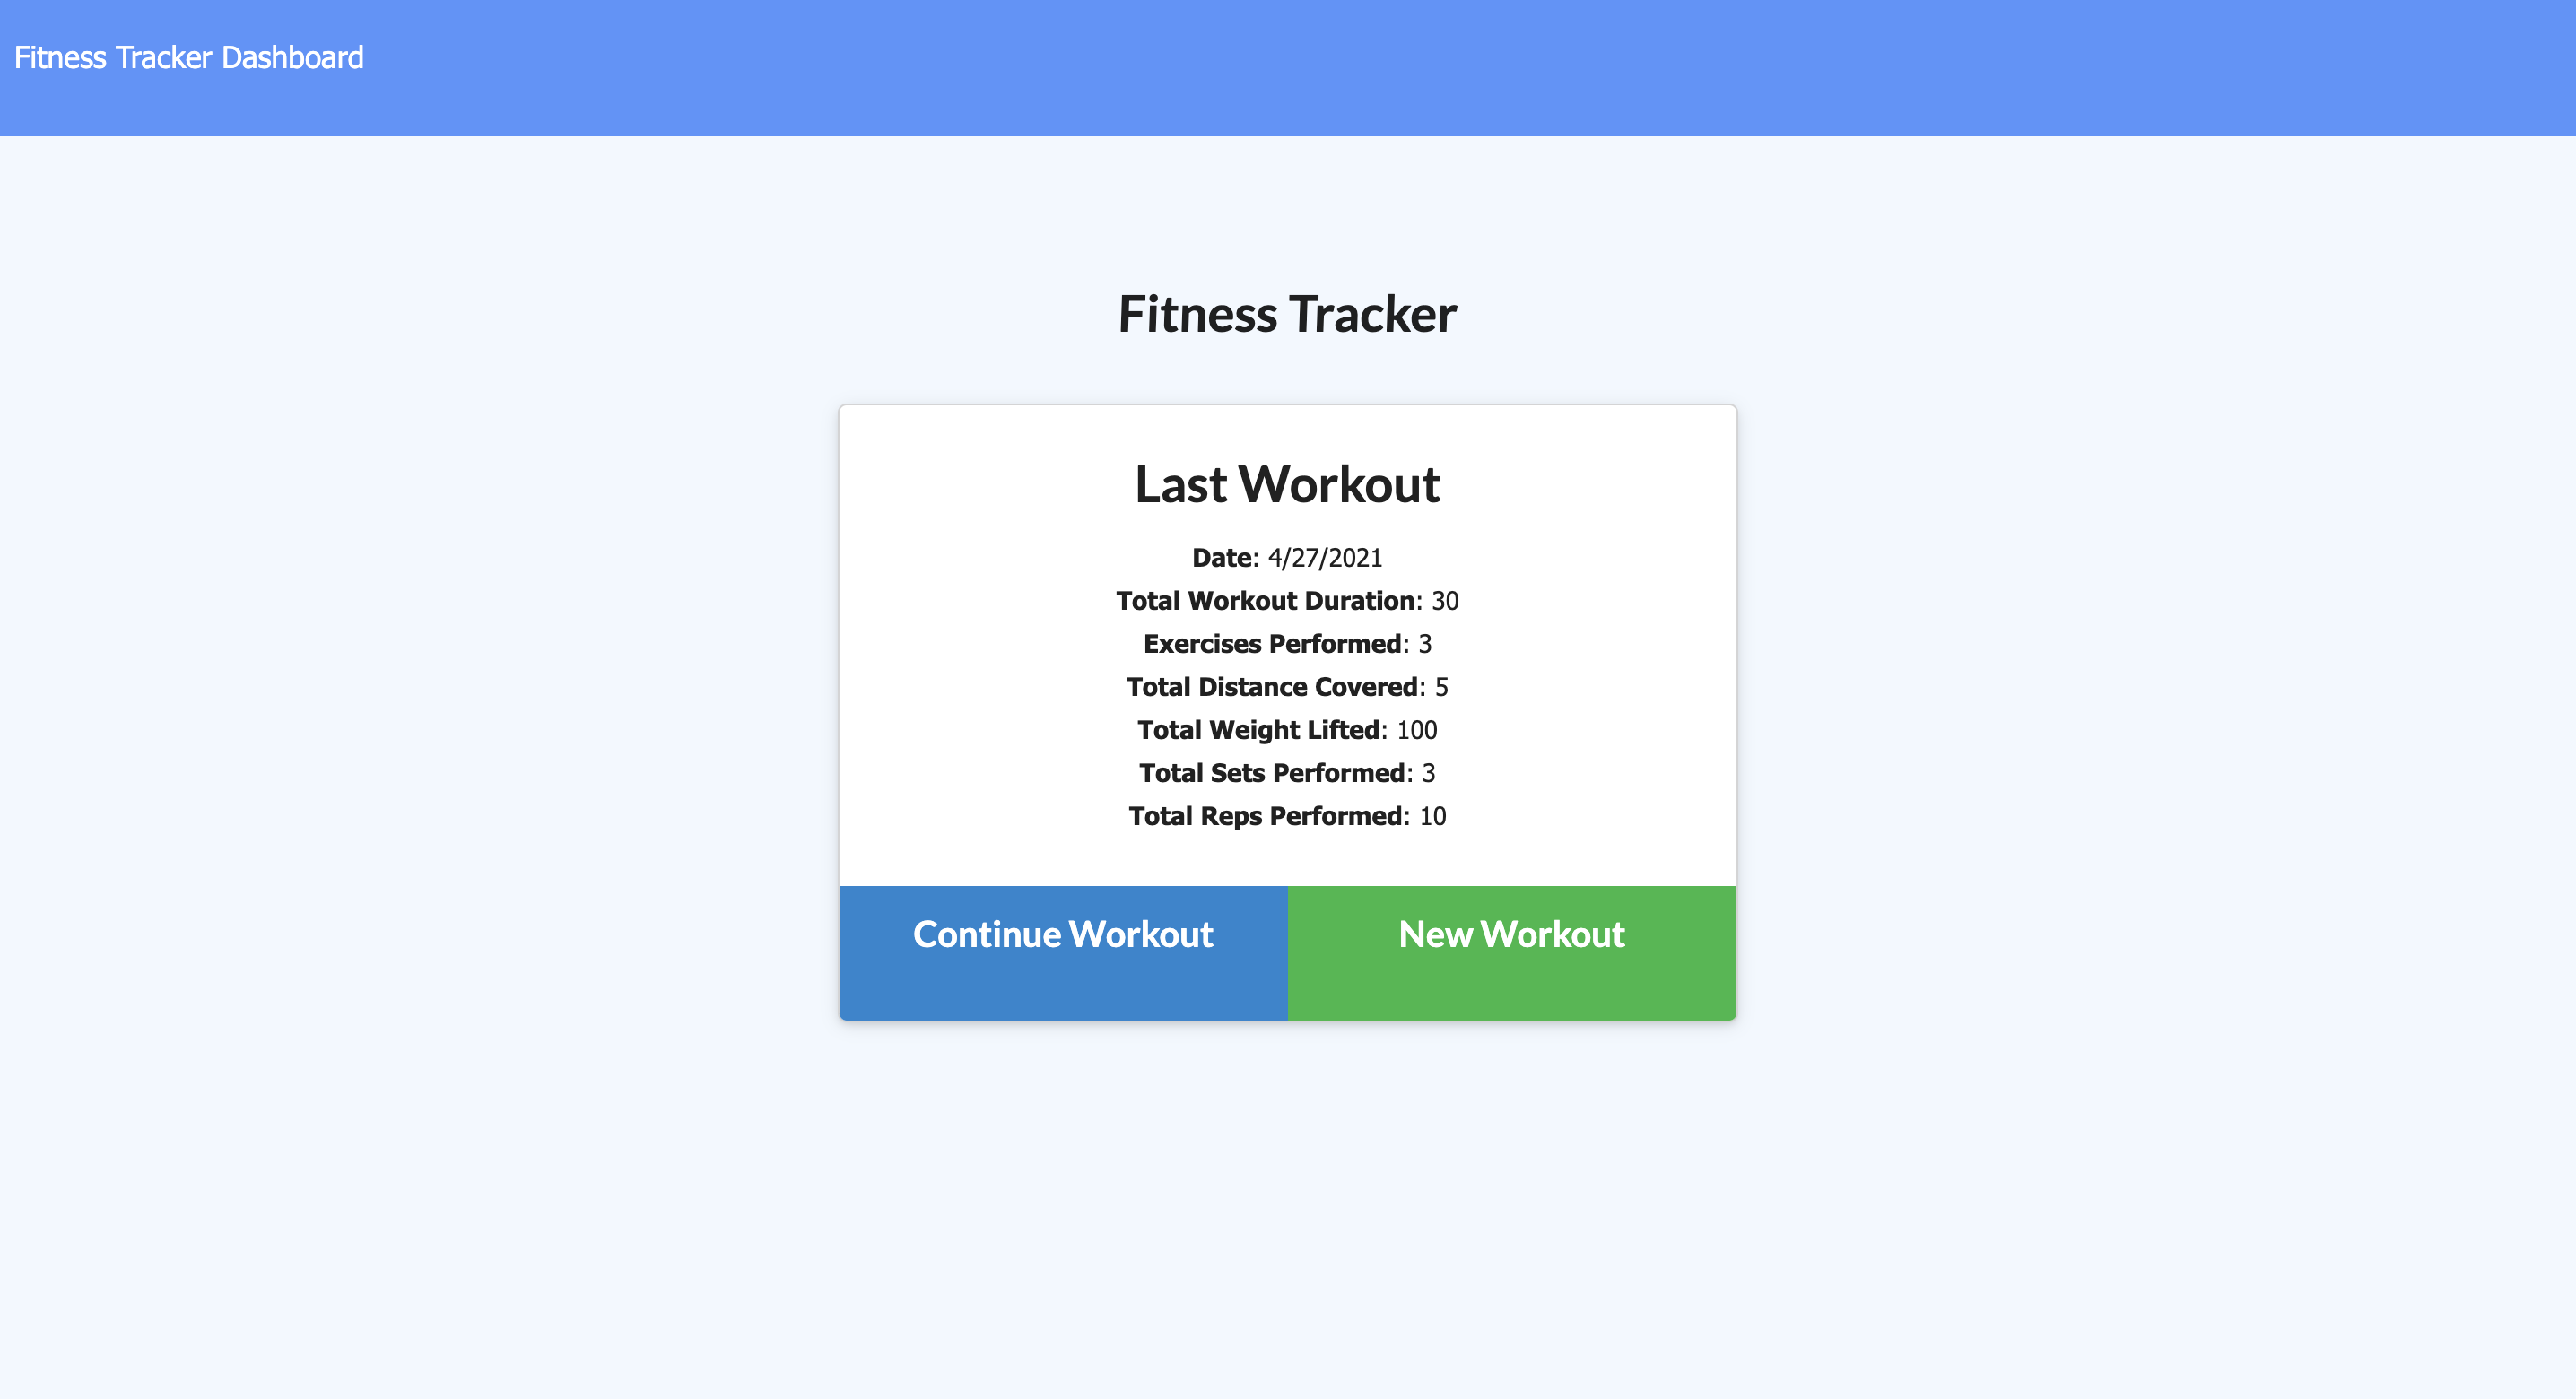 Fitness Tracker Dashboard
Fitness Tracker
Last Workout
Date: 4/27/2021
Total Workout Duration: 30
Exercises Performed: 3
Total Distance Covered: 5
Total Weight Lifted: 100
Total Sets Performed: 3
Total Reps Performed: 10
Continue Workout New Workout